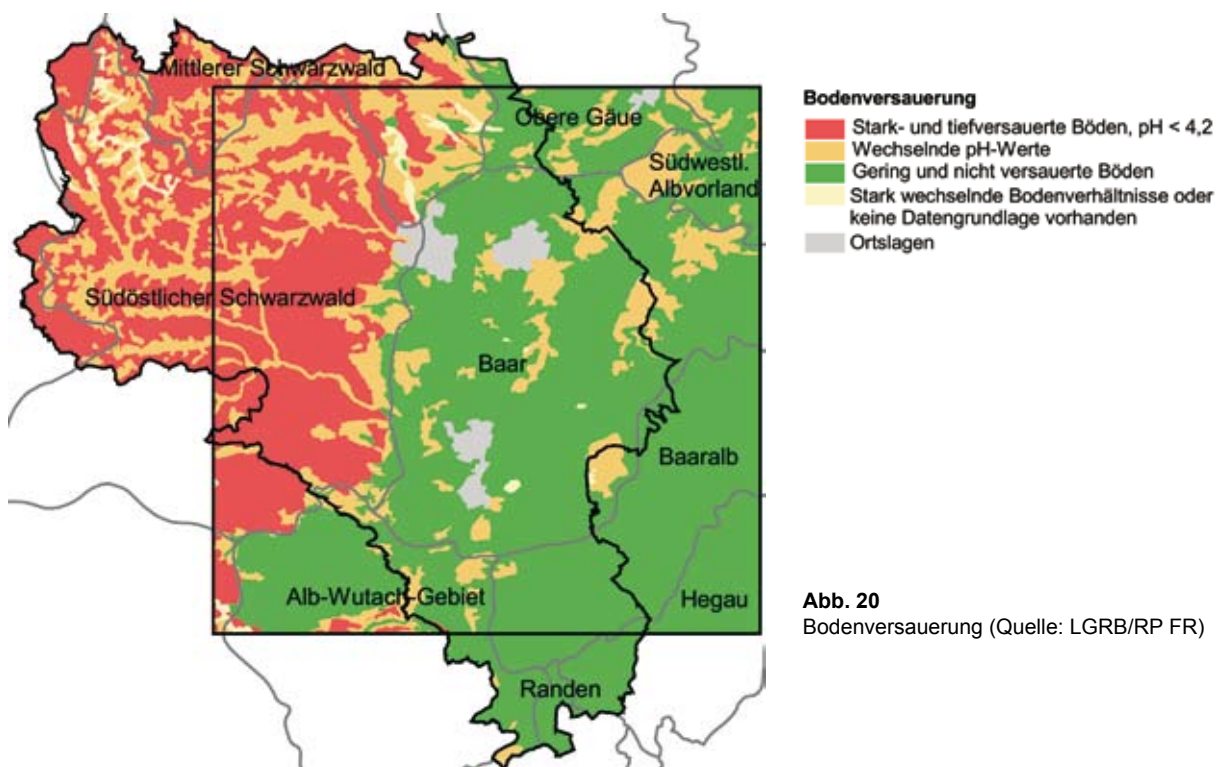 Mittlerer Schwarzwald
Obere Gäue
Südwestl.
Albvorland
Südöstlicher Schwarzwald
Baar
Baaralb
Alb-Wutach-Gebiet
Hegau
Randen
Bodenversauerung
Stark- und tiefversauerte Böden, pH < 4,2
Wechselnde pH-Werte
Gering und nicht versauerte Böden
Stark wechselnde Bodenverhältnisse oder
keine Datengrundlage vorhanden
Ortslagen
Abb. 20
Bodenversauerung (Quelle: LGRB/RP FR)